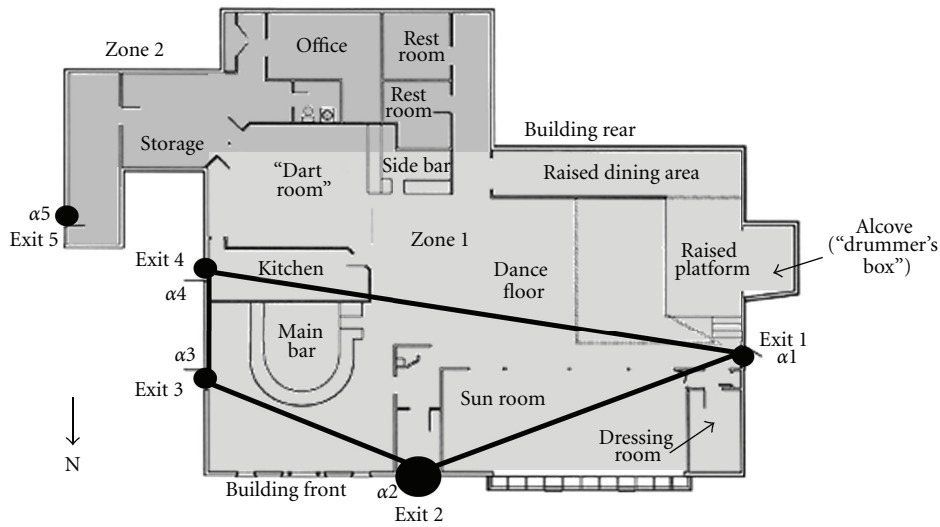 Zone 2
Office
Rest
room
Rest
room
Building rear
Storage
"Dart
room"
Side bar
Raised dining area
α5
Exit 5
Zone 1
Alcove
("drummer's
box")
Exit 4
α4
Kitchen
Dance
floor
Raised
platform
Main
bar
α3
Exit 3
Exit 1
α1
Sun room
N
Dressing
room
Building front
α2
Exit 2